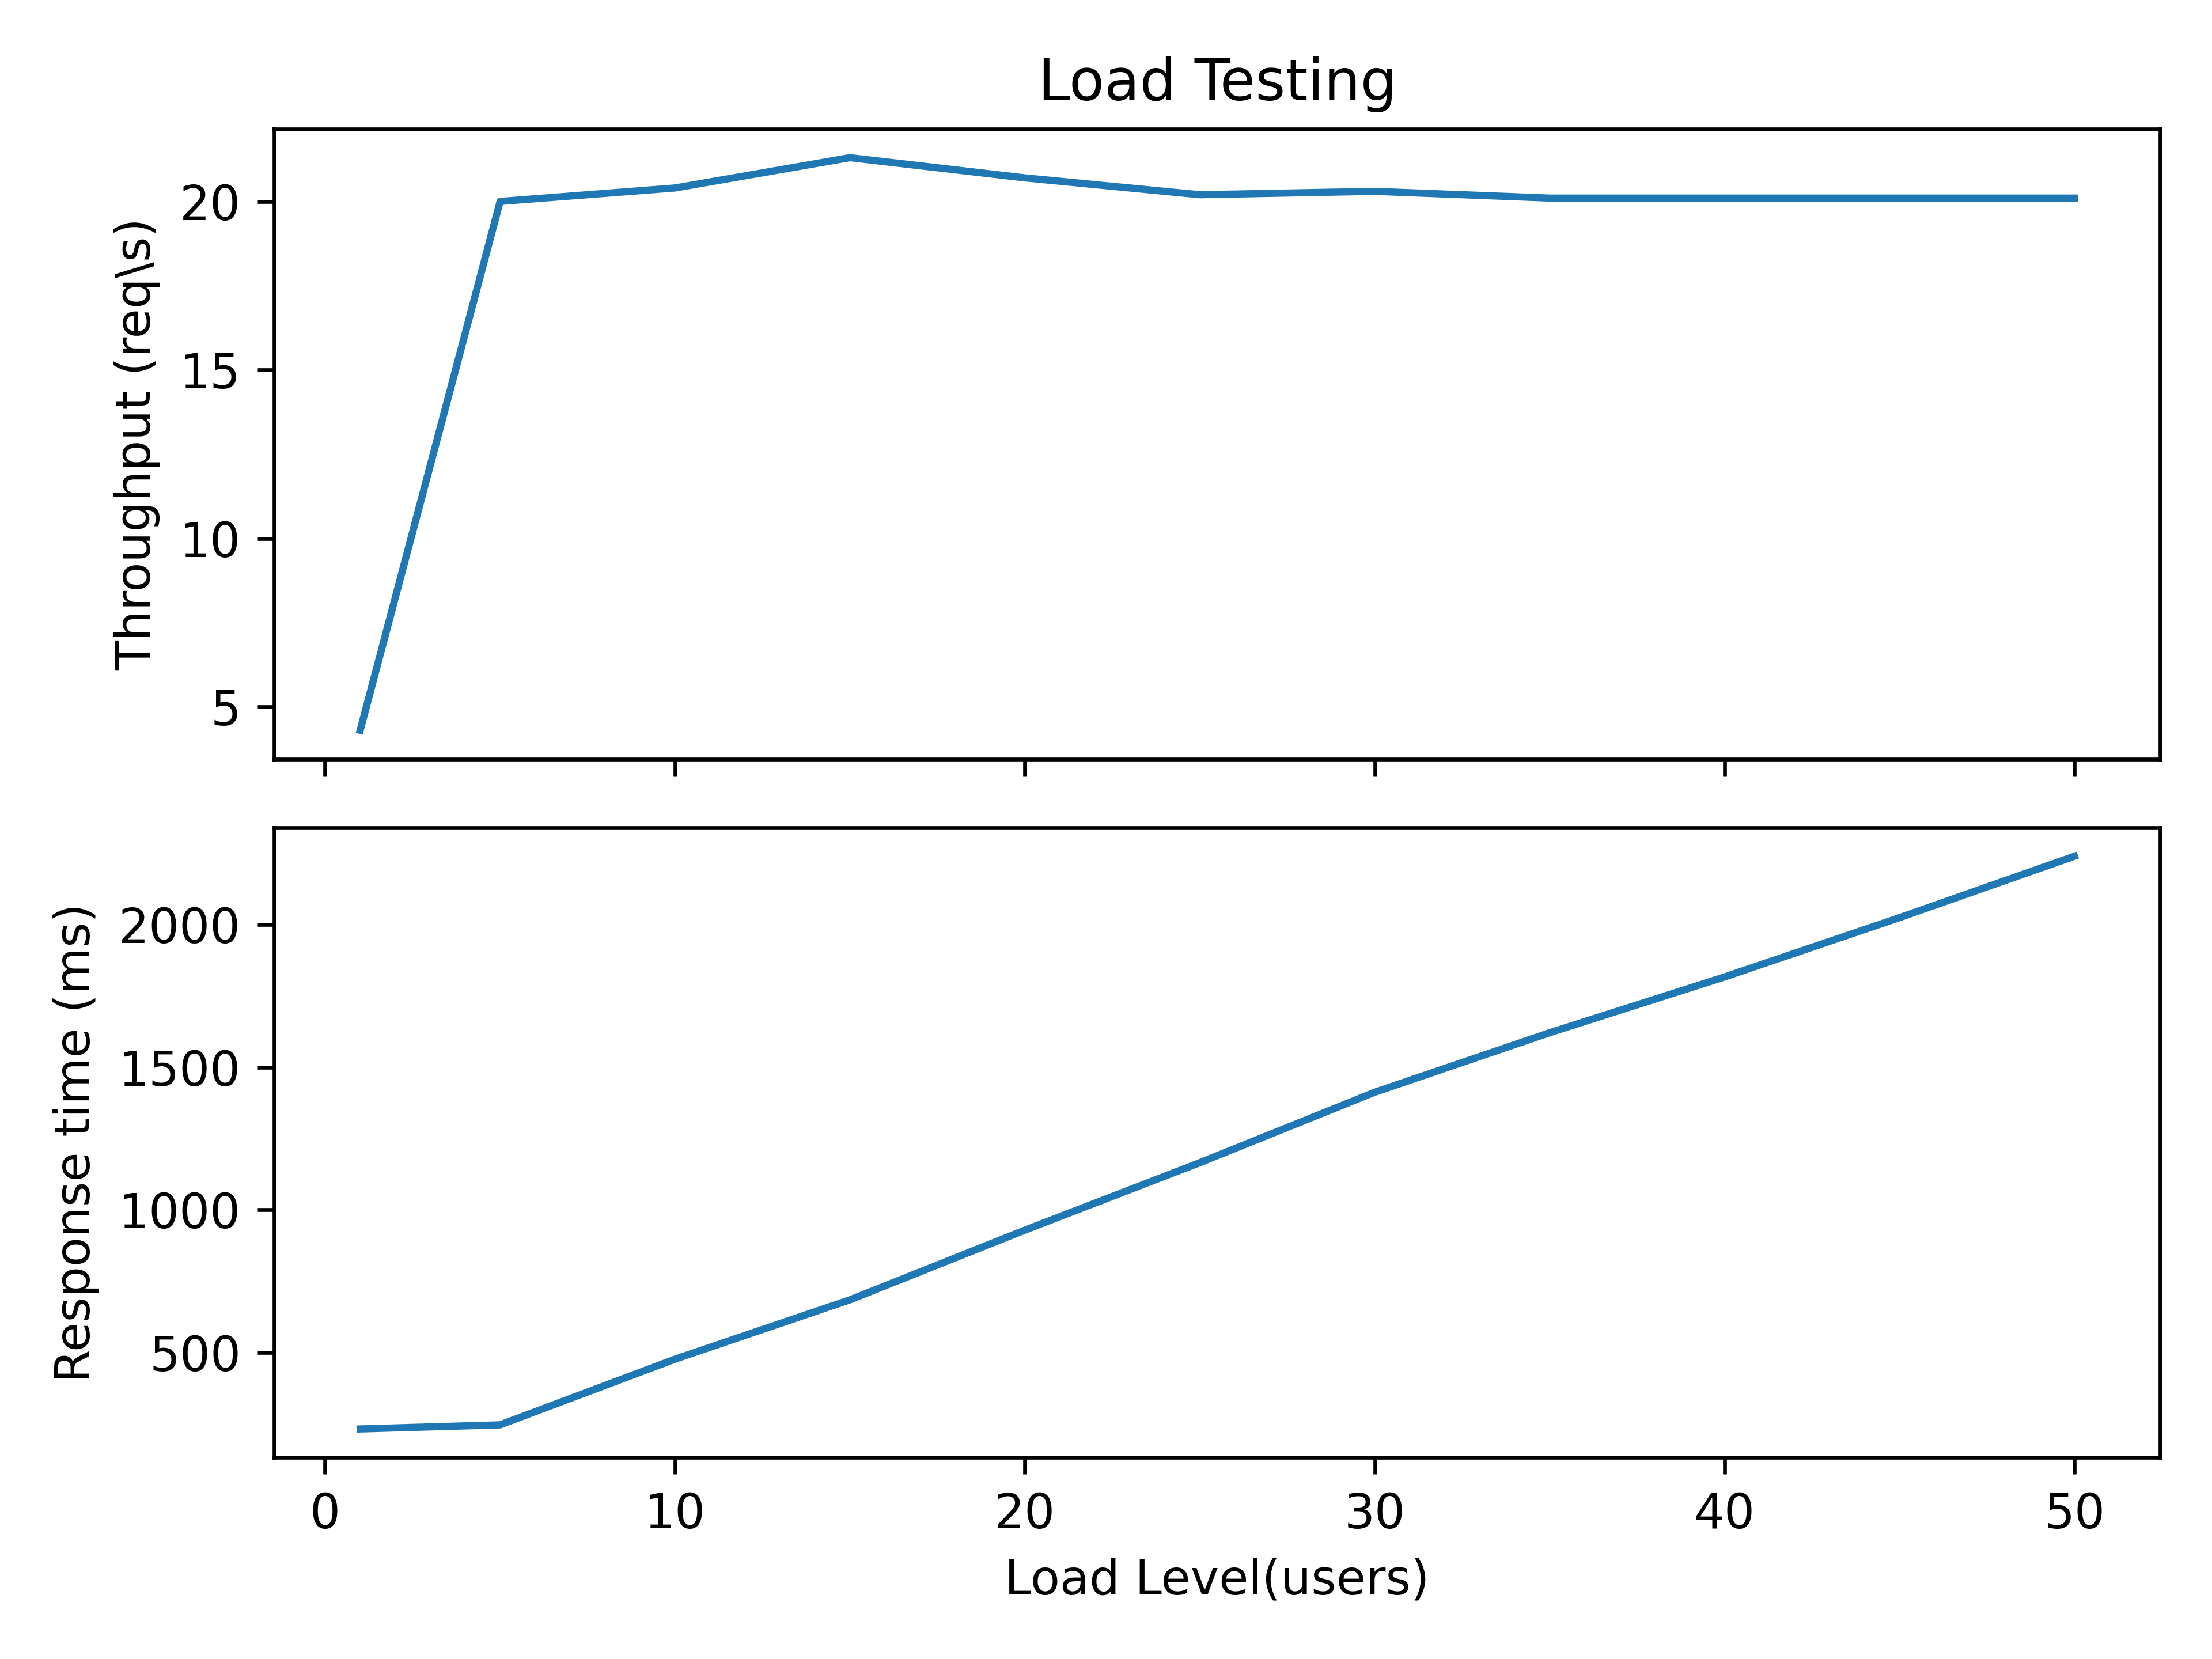 Load Testing
Throughput (req\s)
20
15
10
5
Response time (ms)
2000
1500
1000
500
0 10 20 30 40 50
Load Level(users)